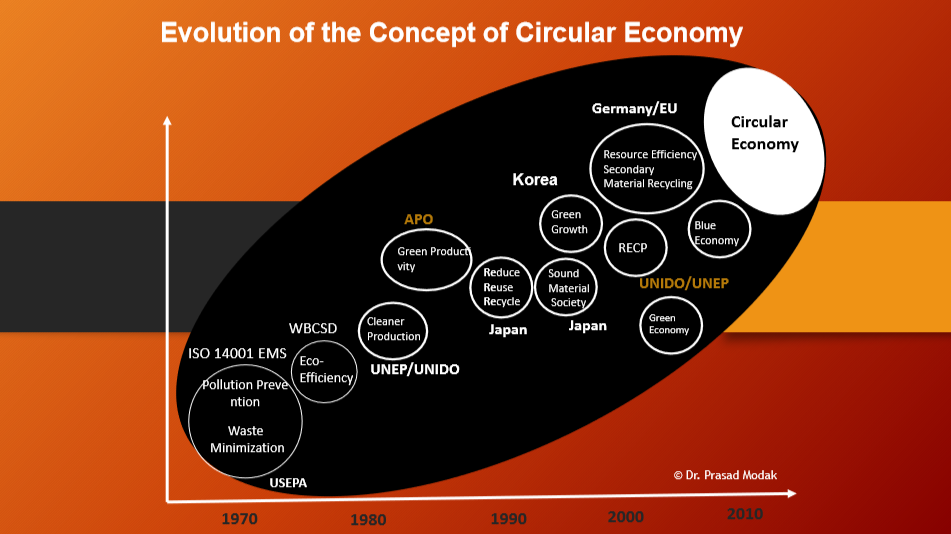 Evolution of the Concept of Circular Economy
Germany/EU
Circular
Economy
Resource Efficiency
Secondary
Material Recycling
Korea
Green
Growth
APO
Blue
Economy
Green Product
ivity
RECP
Reduce
Reuse
Recycle
Sound
Material
Society
UNIDO/UNEP
Japan
Japan
Green
Economy
WBCSD
Cleaner
Production
ISO 14001 EMS
Eco-
Efficiency
UNEP/UNIDO
Pollution Preve
ntion
Waste
Minimization
USEPA
© Dr. Prasad Modak
1970
1980
1990
2000
2010